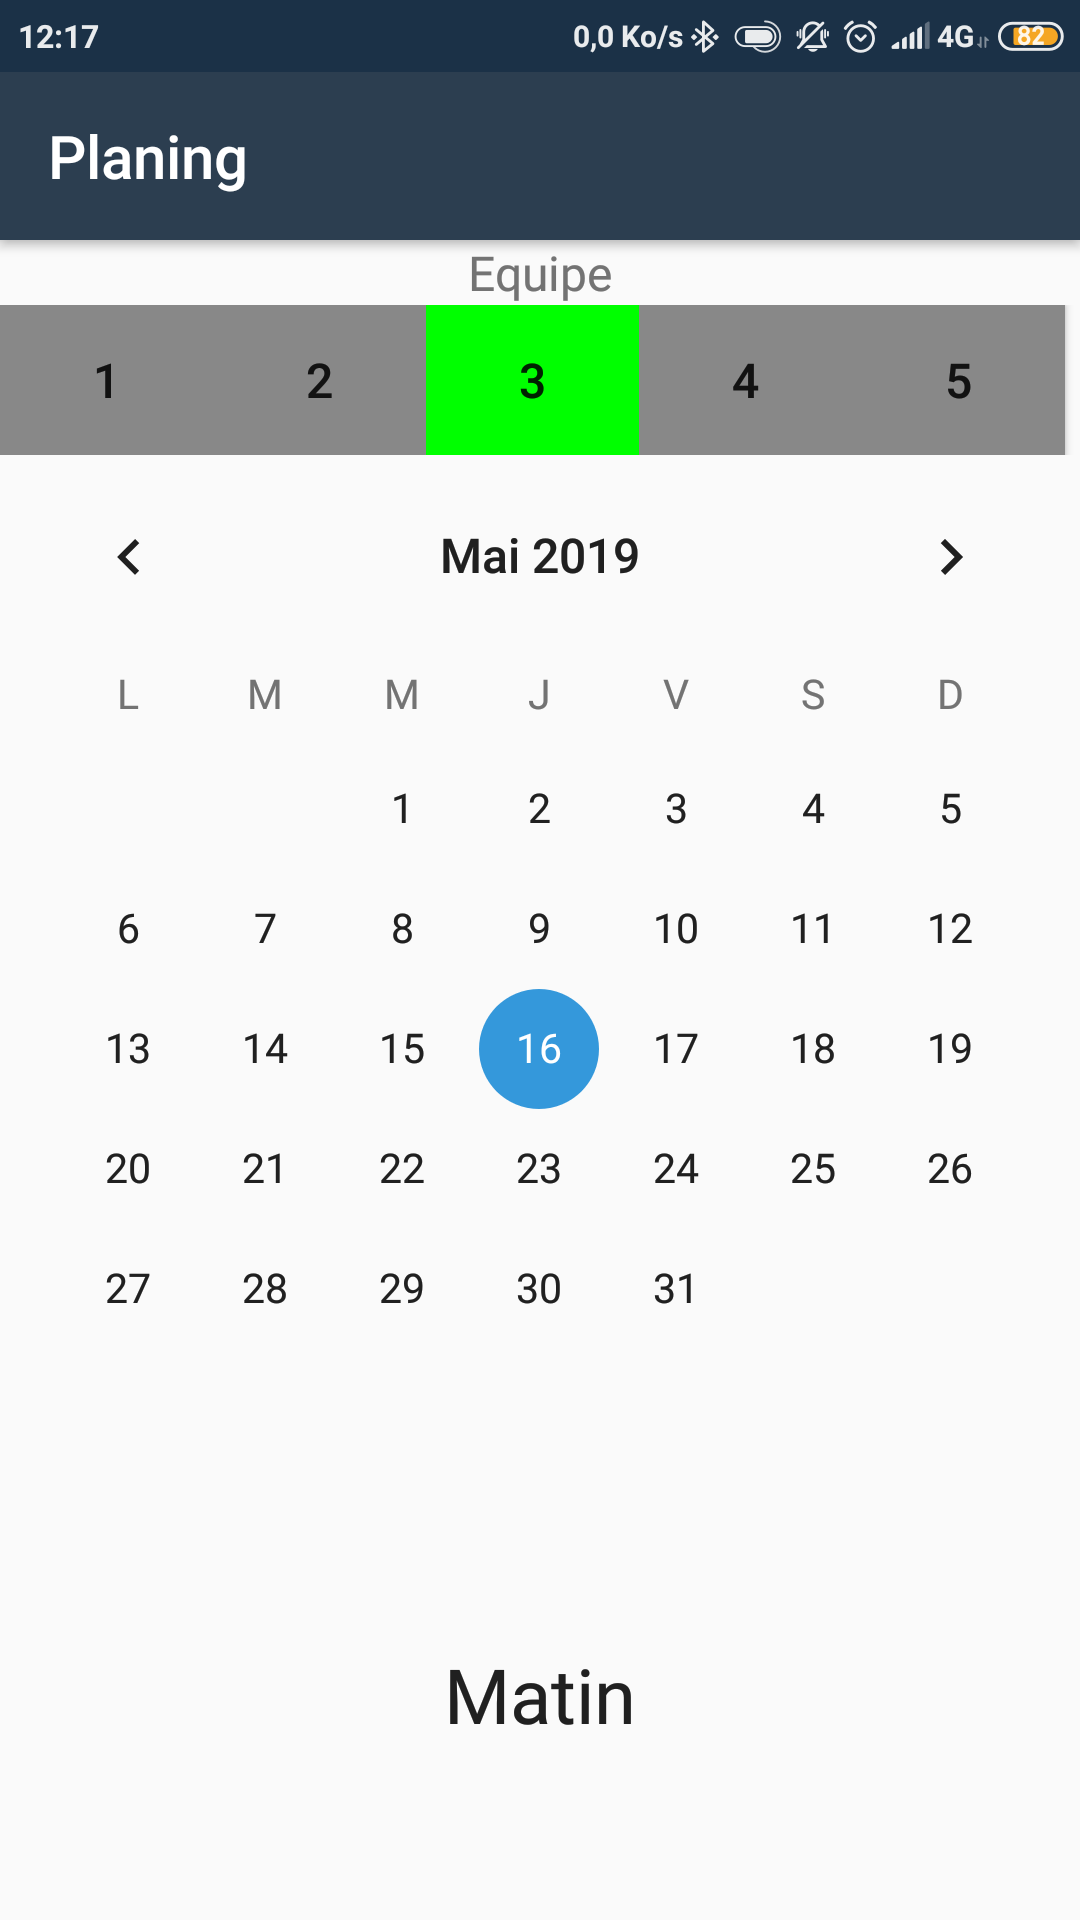 12:17 0,0 Ko/s 4G 82
Planing
Equipe
1 2 3 4 5
Mai 2019
L M M J V S D
1 2 3 4 5
6 7 8 9 10 11 12
13 14 15 16 17 18 19
20 21 22 23 24 25 26
27 28 29 30 31
Matin